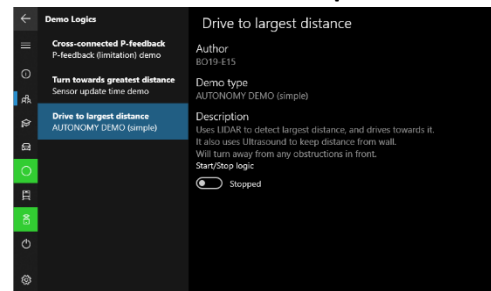 Demo Logics
Cross-connected P-feedback
P-feedback (limitation) demo
Turn towards greatest distance
Sensor update time demo
Drive to largest distance
AUTONOMY DEMO (simple)
Drive to largest distance
Author
BO19-E15
Demo type
AUTONOMY DEMO (simple)
Description
Uses LIDAR to detect largest distance, and drives towards it.
It also uses Ultrasound to keep distance from wall.
Will turn away from any obstructions in front.
Start/Stop logic
Stopped